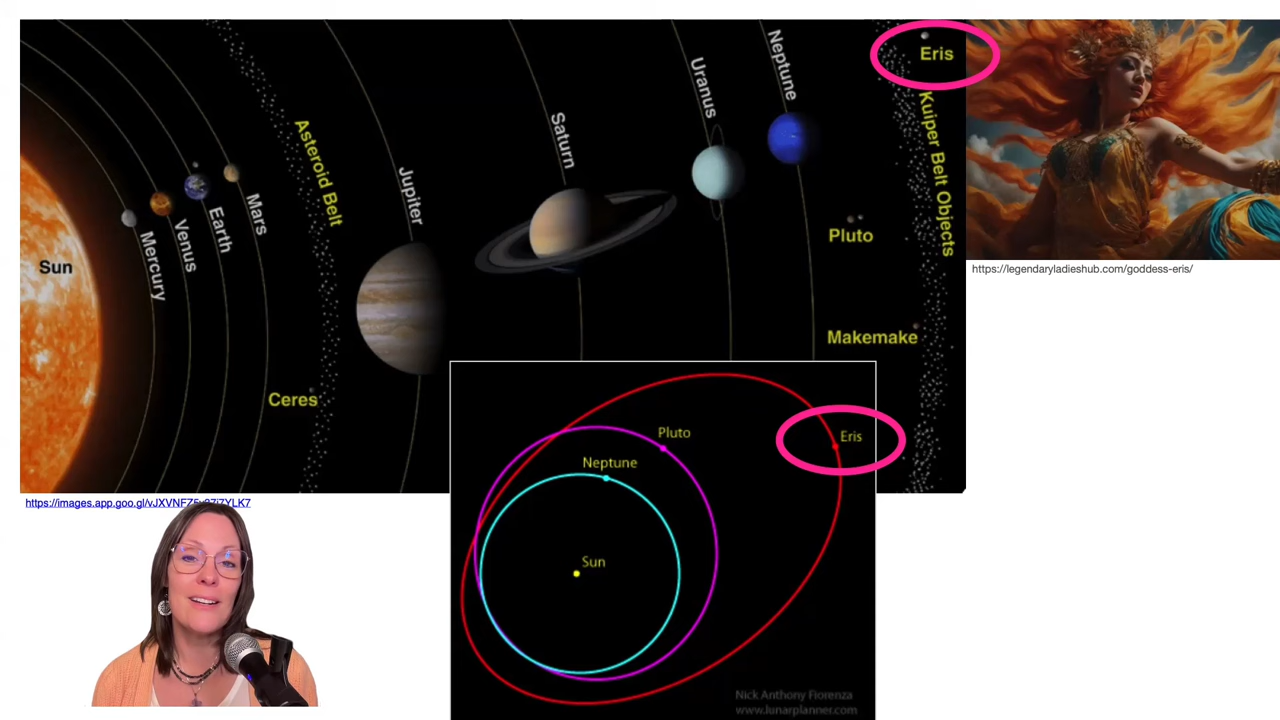 Sun
Mercury
Venus
Earth
Mars
Asteroid Belt
Ceres
Jupiter
Saturn
Uranus
Neptune
Pluto
Makemake
Eris
Kuiper Belt Objects
https://legendaryladieshub.com/goddess-eris/
Pluto
Eris
Neptune
Sun
Nick Anthony Fiorenza
www.lunarplanner.com